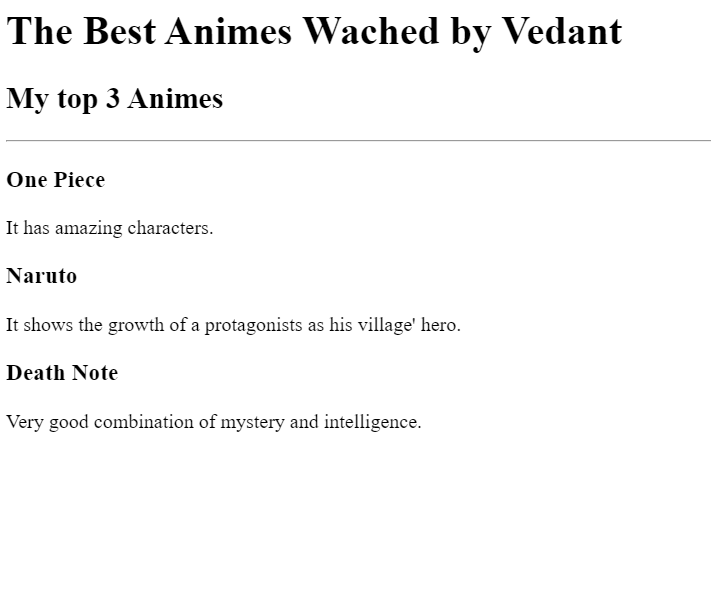 The Best Animes Wached by Vedant
My top 3 Animes
One Piece
It has amazing characters.
Naruto
It shows the growth of a protagonists as his village' hero.
Death Note
Very good combination of mystery and intelligence.